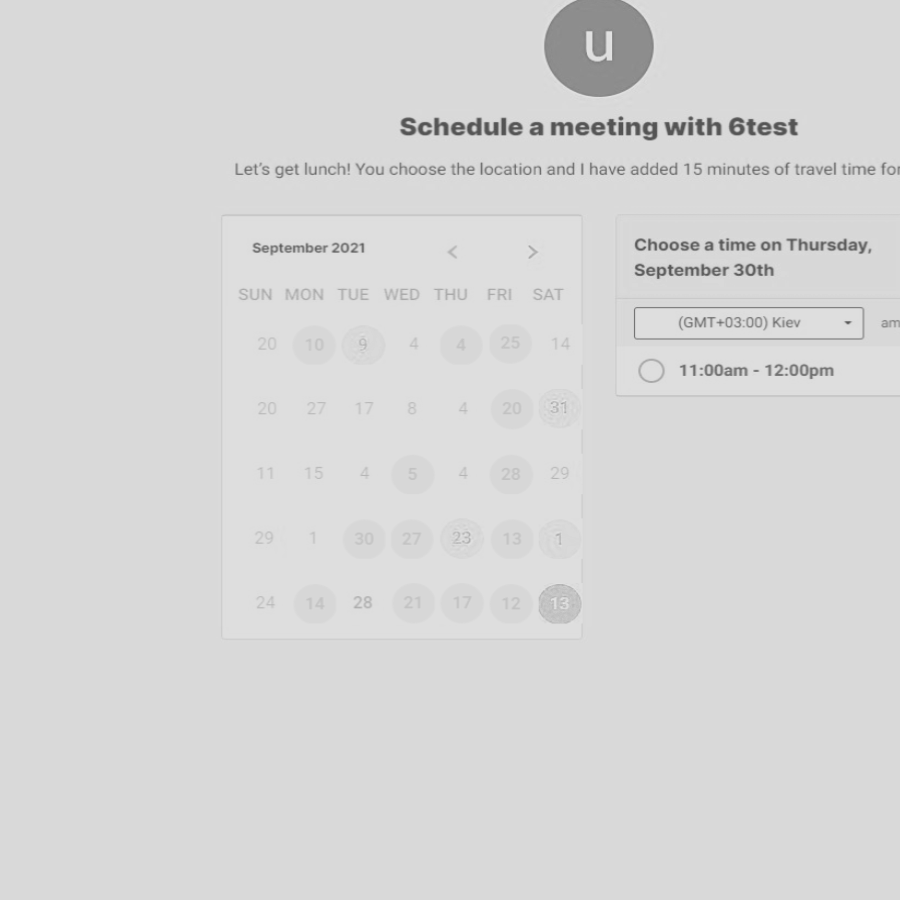 u
Schedule a meeting with 6test
Let's get lunch! You choose the location and I have added 15 minutes of travel time for
September 2021 < >
SUN MON TUE WED THU FRI SAT
20 10 9 4 4 25 14
20 27 17 8 4 20 31
11 15 4 5 4 28 29
29 1 30 27 23 13 1
24 14 28 21 17 12 13
Choose a time on Thursday,
September 30th
(GMT+03:00) Kiev am
11:00am - 12:00pm